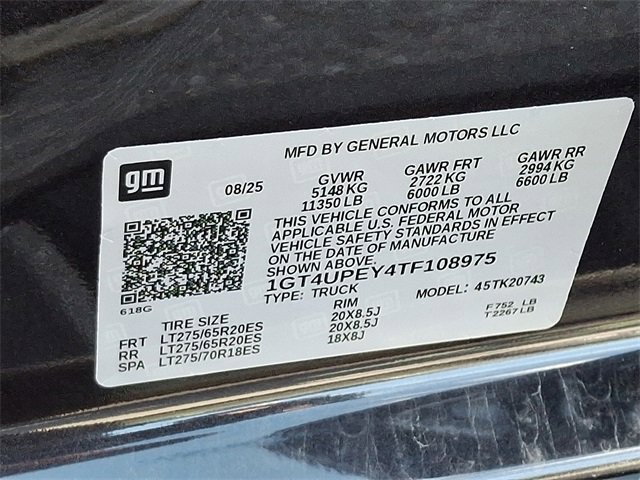 MFD BY GENERAL MOTORS LLC
gm
08/25
GVWR GAWR FRT GAWR RR
5148 KG 2722 KG 2994 KG
11350 LB 6000 LB 6600 LB
THIS VEHICLE CONFORMS TO ALL
APPLICABLE U.S. FEDERAL MOTOR
VEHICLE SAFETY STANDARDS IN EFFECT
ON THE DATE OF MANUFACTURE
SHOWN ABOVE.
1GT4UPEY4TF108975
TYPE: TRUCK MODEL: 4STK20743
618G
TIRE SIZE RIM
FRT LT275/65R20ES 20X8.5J
RR LT275/65R20ES 20X8.5J
SPA LT275/70R18ES 18X8J
F 752 LB
T 2267 LB